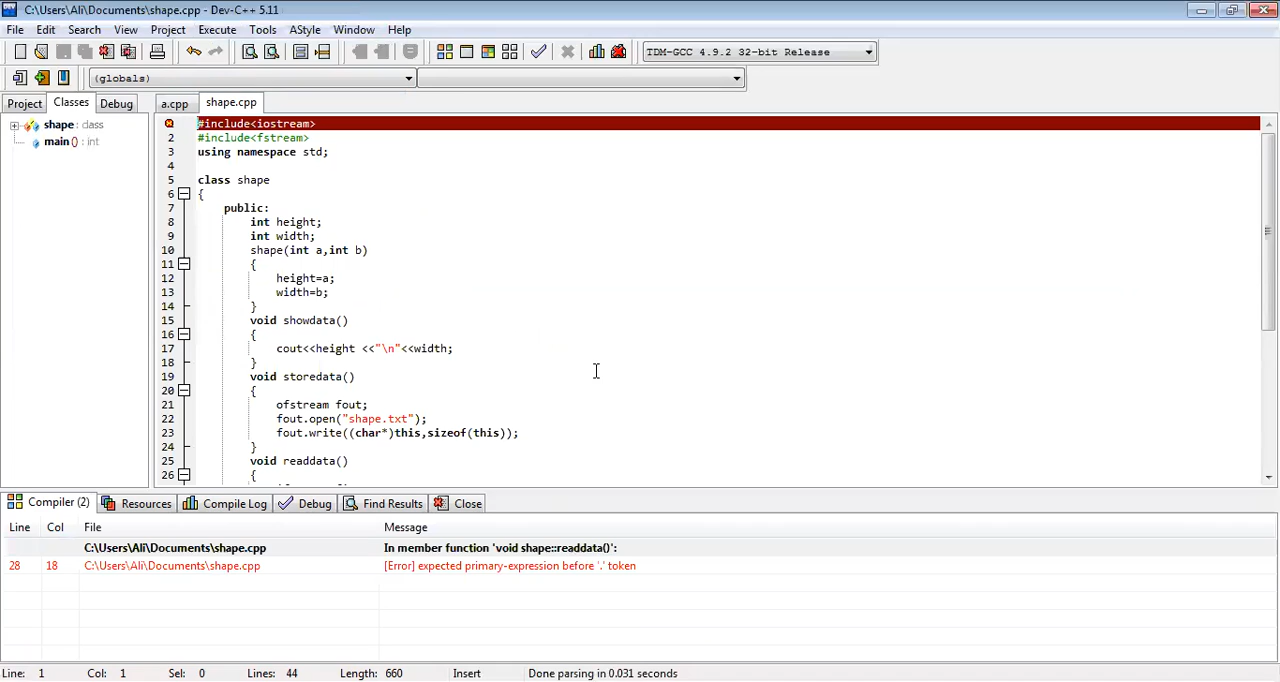 C:\Users\Ali\Documents\shape.cpp - Dev-C++ 5.11
File Edit Search View Project Execute Tools AStyle Window Help
TDM-GCC 4.9.2 32-bit Release
(globals)
Project Classes Debug a.cpp shape.cpp
shape : class
main () : int
1 #include<iostream>
2 #include<fstream>
3 using namespace std;
4
5 class shape
6 {
7 public:
8 int height;
9 int width;
10 shape(int a,int b)
11 {
12 height=a;
13 width=b;
14 }
15 void showdata()
16 {
17 cout<<height <<"\n"<<width;
18 }
19 void storedata()
20 {
21 ofstream fout;
22 fout.open("shape.txt");
23 fout.write((char*)this,sizeof(this));
24 }
25 void readdata()
26 {
Compiler (2) Resources Compile Log Debug Find Results Close
Line Col File Message
C:\Users\Ali\Documents\shape.cpp In member function 'void shape::readdata()':
28 18 C:\Users\Ali\Documents\shape.cpp [Error] expected primary-expression before '.' token
Line: 1 Col: 1 Sel: 0 Lines: 44 Length: 660 Insert Done parsing in 0.031 seconds